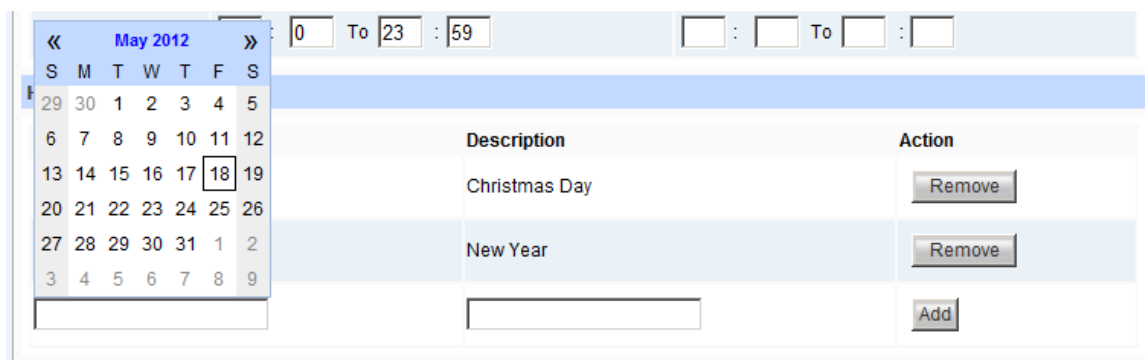 : 0 To 23 : 59 : To :
« May 2012 »
S M T W T F S
29 30 1 2 3 4 5
6 7 8 9 10 11 12
13 14 15 16 17 18 19
20 21 22 23 24 25 26
27 28 29 30 31 1 2
3 4 5 6 7 8 9
Description Action
Christmas Day Remove
New Year Remove
Add